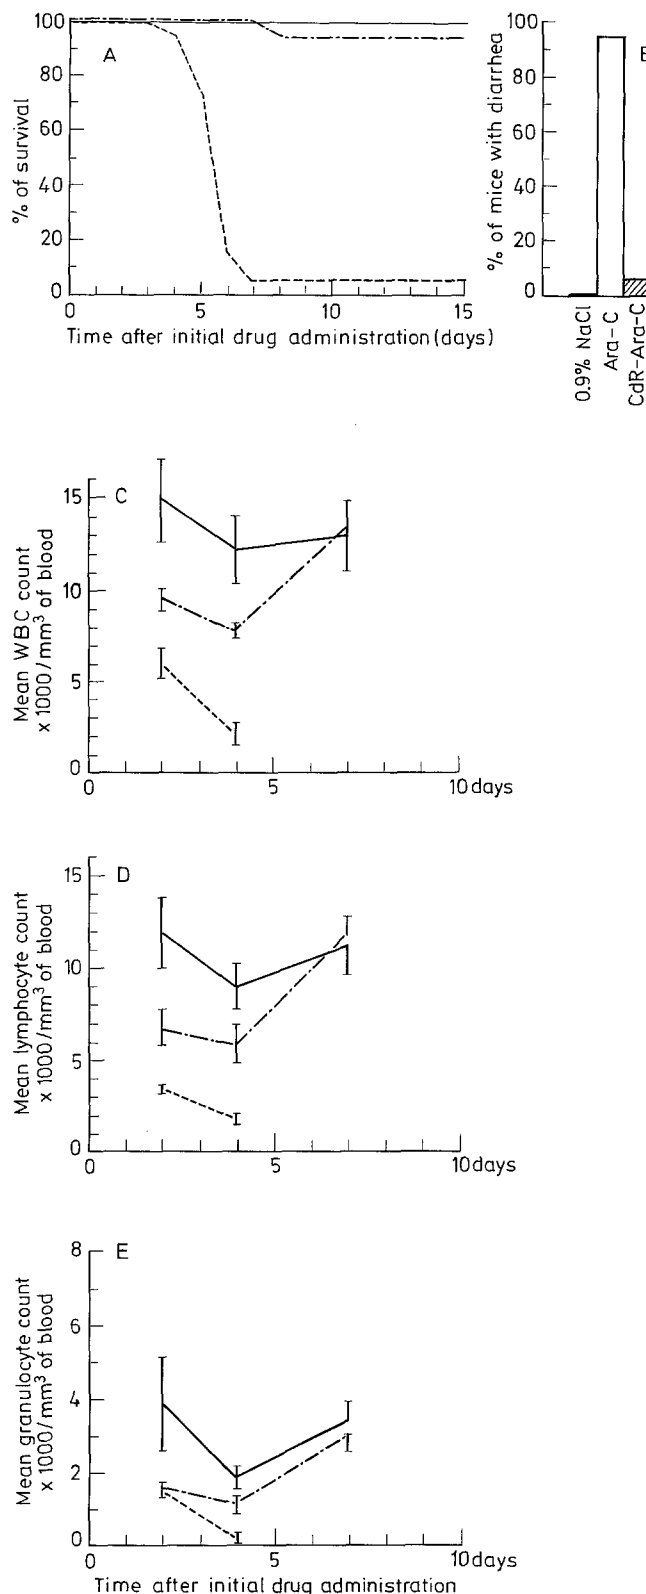 A
% of survival
100
80
60
40
20
0
0
5
10
15
Time after initial drug administration (days)
% of mice with diarrhea
100
80
60
40
20
0
0.9% NaCl
Ara-C
CdR-Ara-C
C
Mean WBC count
x 1000/mm³ of blood
15
10
5
0
0
5
10 days
D
Mean lymphocyte count
x 1000/mm³ of blood
15
10
5
0
0
5
10 days
E
Mean granulocyte count
x 1000/mm³ of blood
8
6
4
2
0
0
5
10 days
Time after initial drug administration